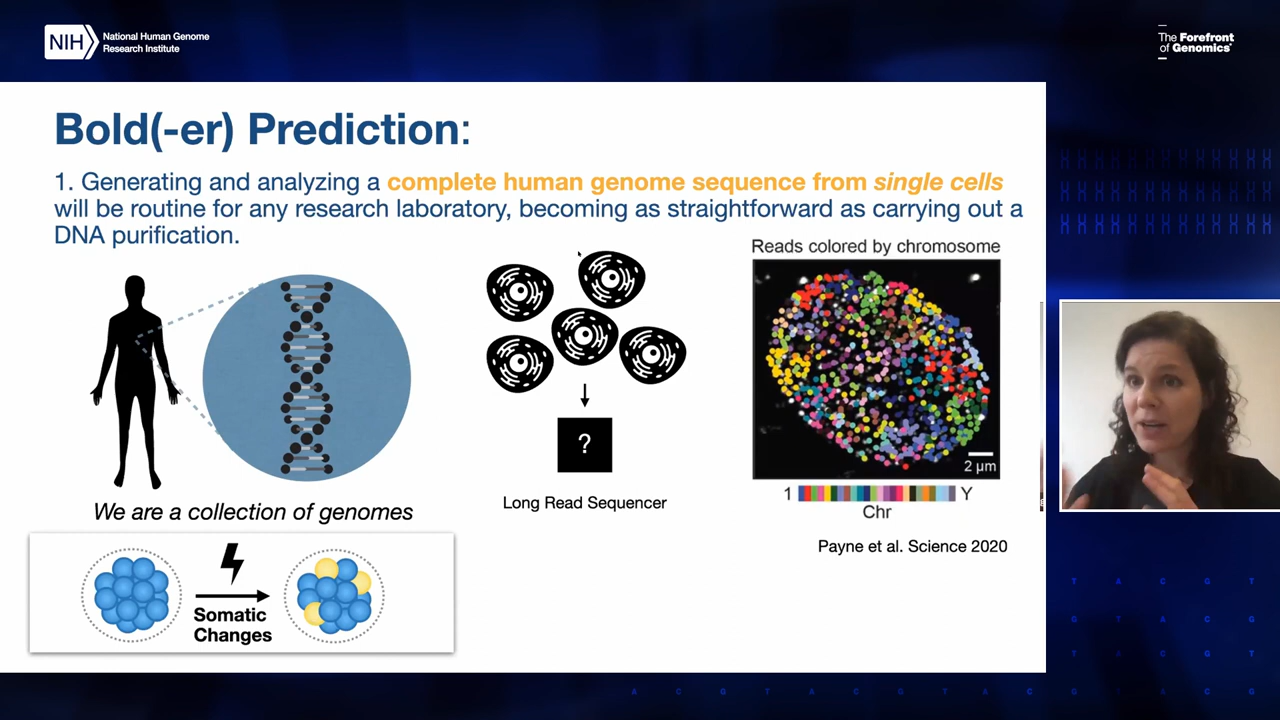 NIH
National Human Genome
Research Institute
The Forefront
of Genomics®
Bold(-er) Prediction:
1. Generating and analyzing a complete human genome sequence from single cells
will be routine for any research laboratory, becoming as straightforward as carrying out a
DNA purification.
Reads colored by chromosome
?
2 µm
1 Y
Chr
Long Read Sequencer
We are a collection of genomes
Payne et al. Science 2020
Somatic
Changes
T A C G T
G T A C G
T A C G T
A C G T A C G T A C G T A C G